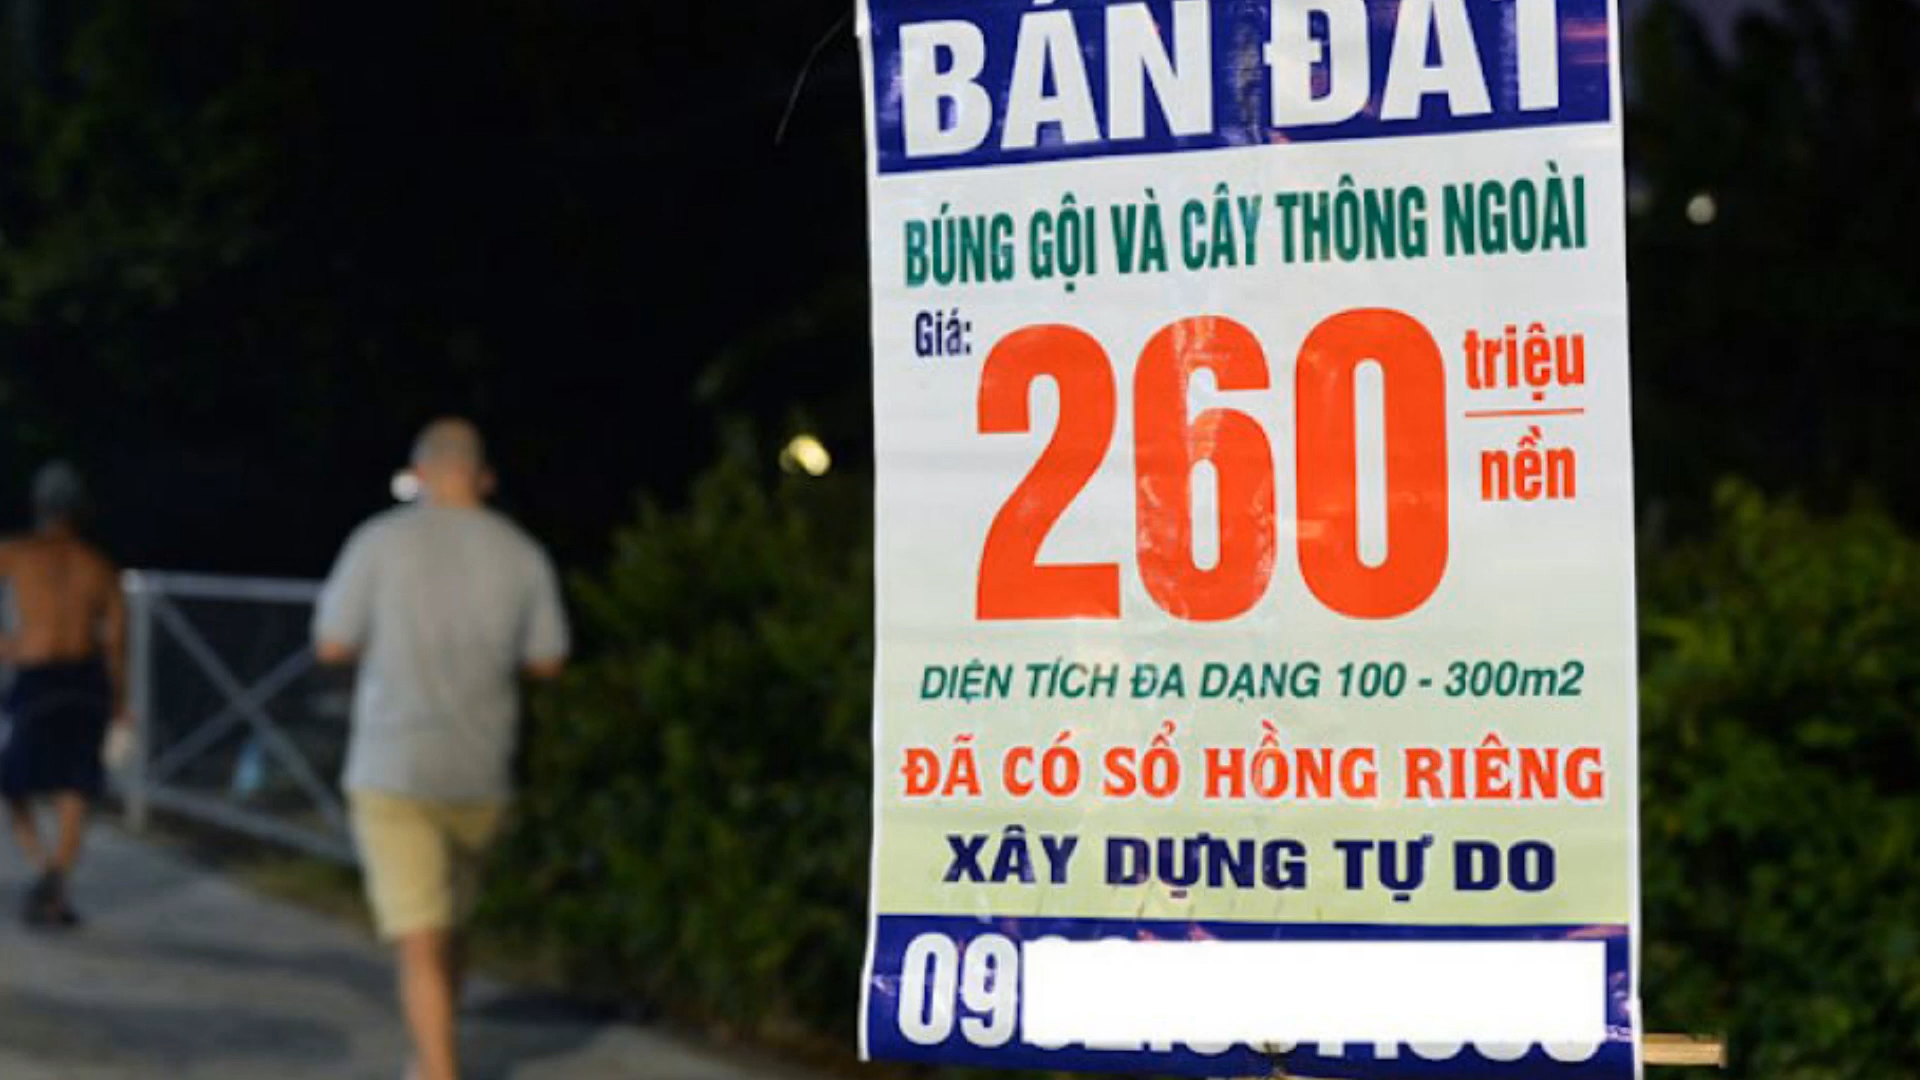 BÁN ĐẤT
BÚNG GỘI VÀ CÂY THÔNG NGOÀI
Giá: 260 triệu
nền
DIỆN TÍCH ĐA DẠNG 100 - 300m2
ĐÃ CÓ SỔ HỒNG RIÊNG
XÂY DỰNG TỰ DO
09